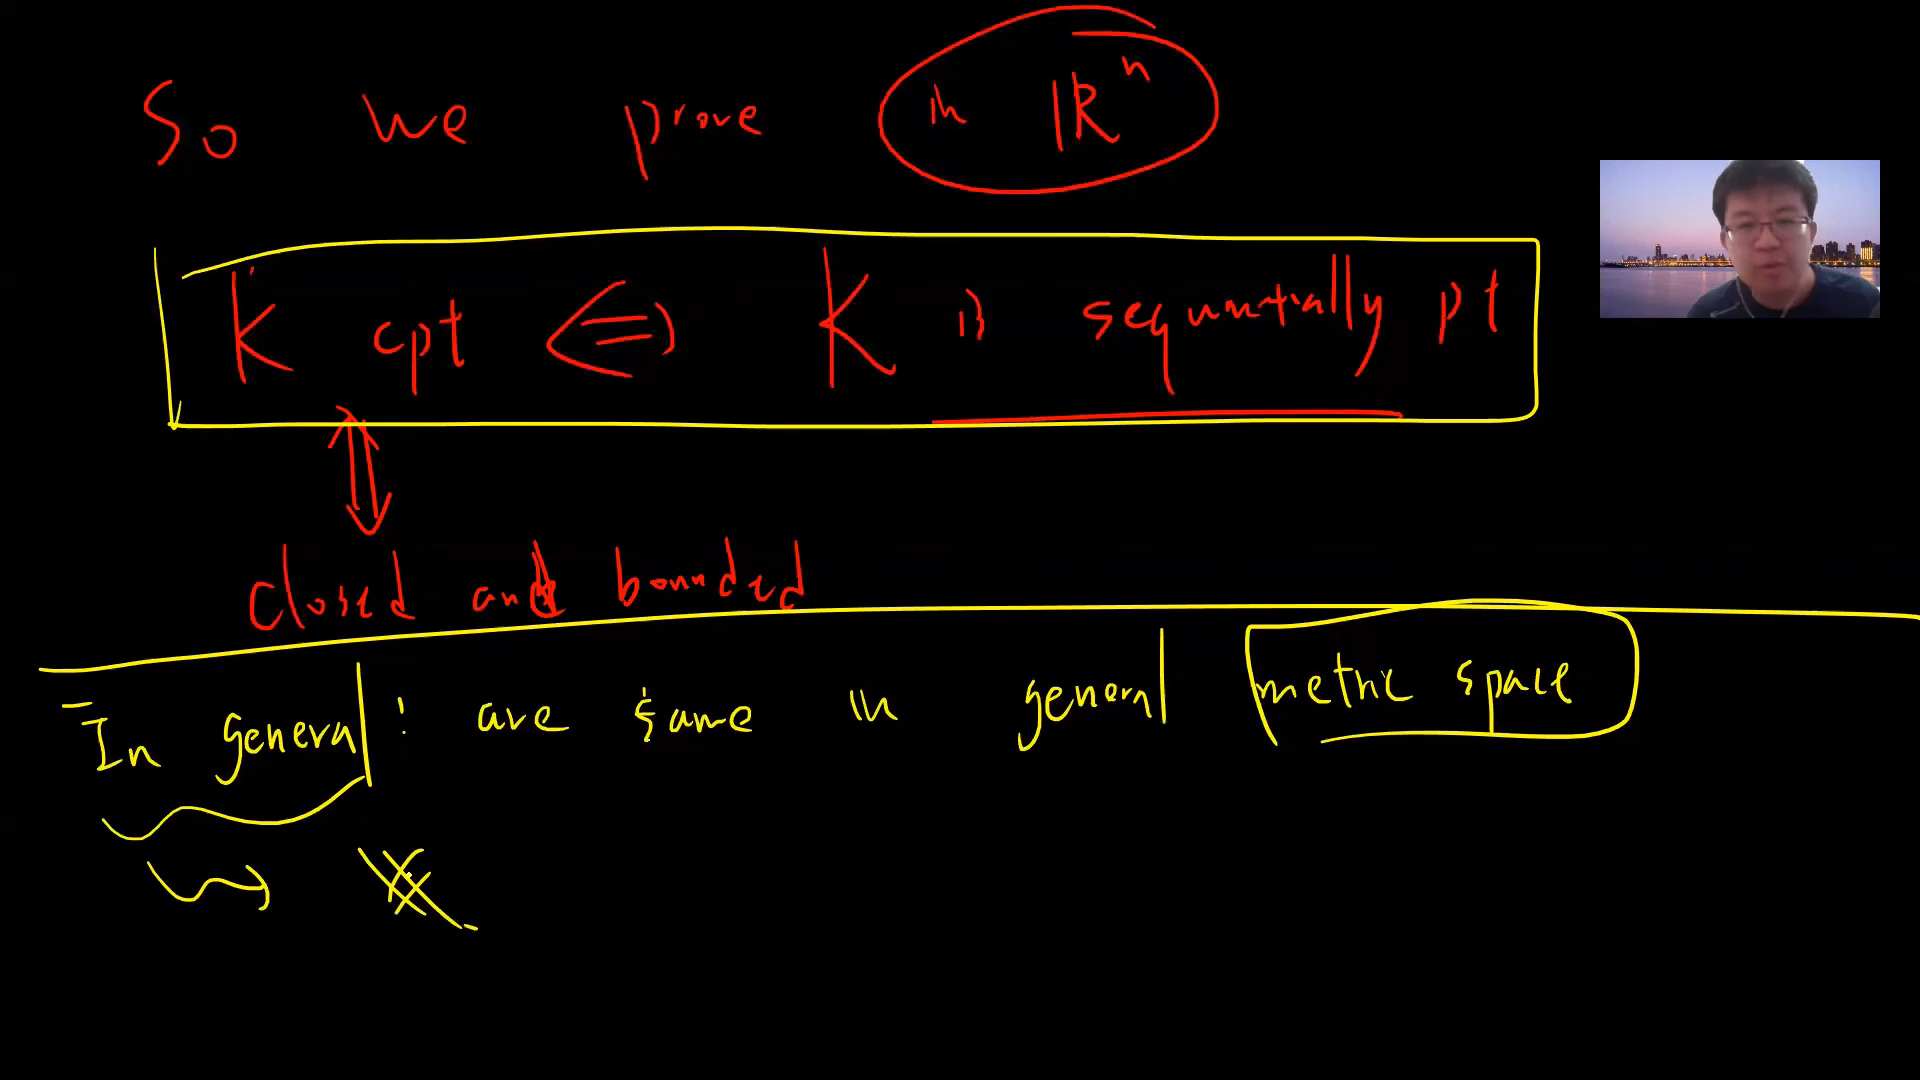 So we prove in ℝⁿ
K cpt ⇔ K is sequentially pt
closed and bounded
In general : are same in general metric space